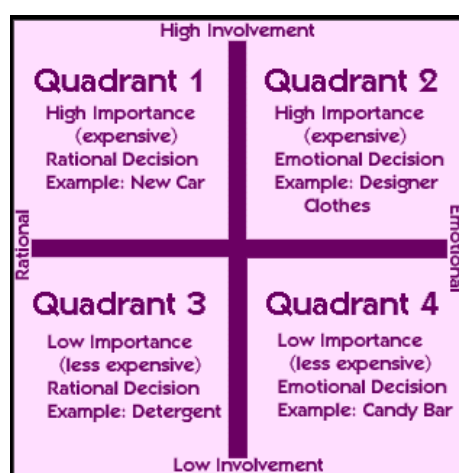 High Involvement
Quadrant 1
High Importance
(expensive)
Rational Decision
Example: New Car
Quadrant 2
High Importance
(expensive)
Emotional Decision
Example: Designer
Clothes
Rational
Emotional
Quadrant 3
Low Importance
(less expensive)
Rational Decision
Example: Detergent
Quadrant 4
Low Importance
(less expensive)
Emotional Decision
Example: Candy Bar
Low Involvement